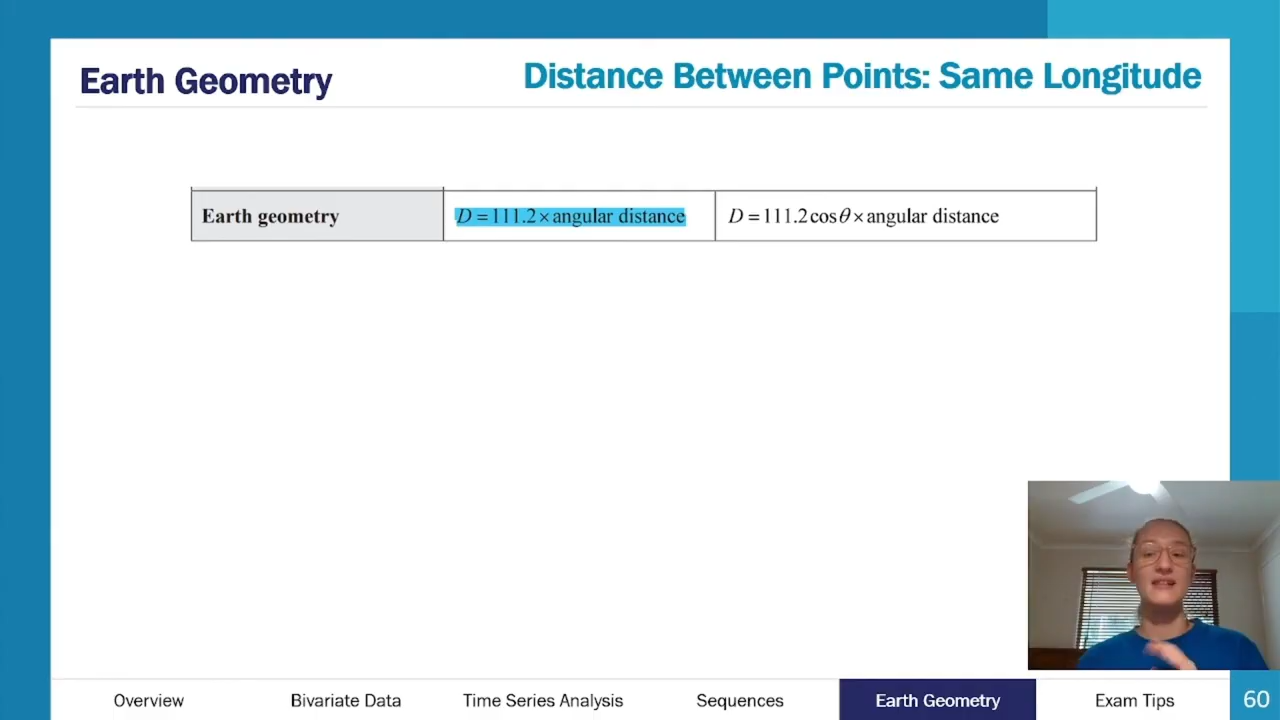 Earth Geometry
Distance Between Points: Same Longitude
Earth geometry
D = 111.2 × angular distance
D = 111.2 cos θ × angular distance
Overview
Bivariate Data
Time Series Analysis
Sequences
Earth Geometry
Exam Tips
60